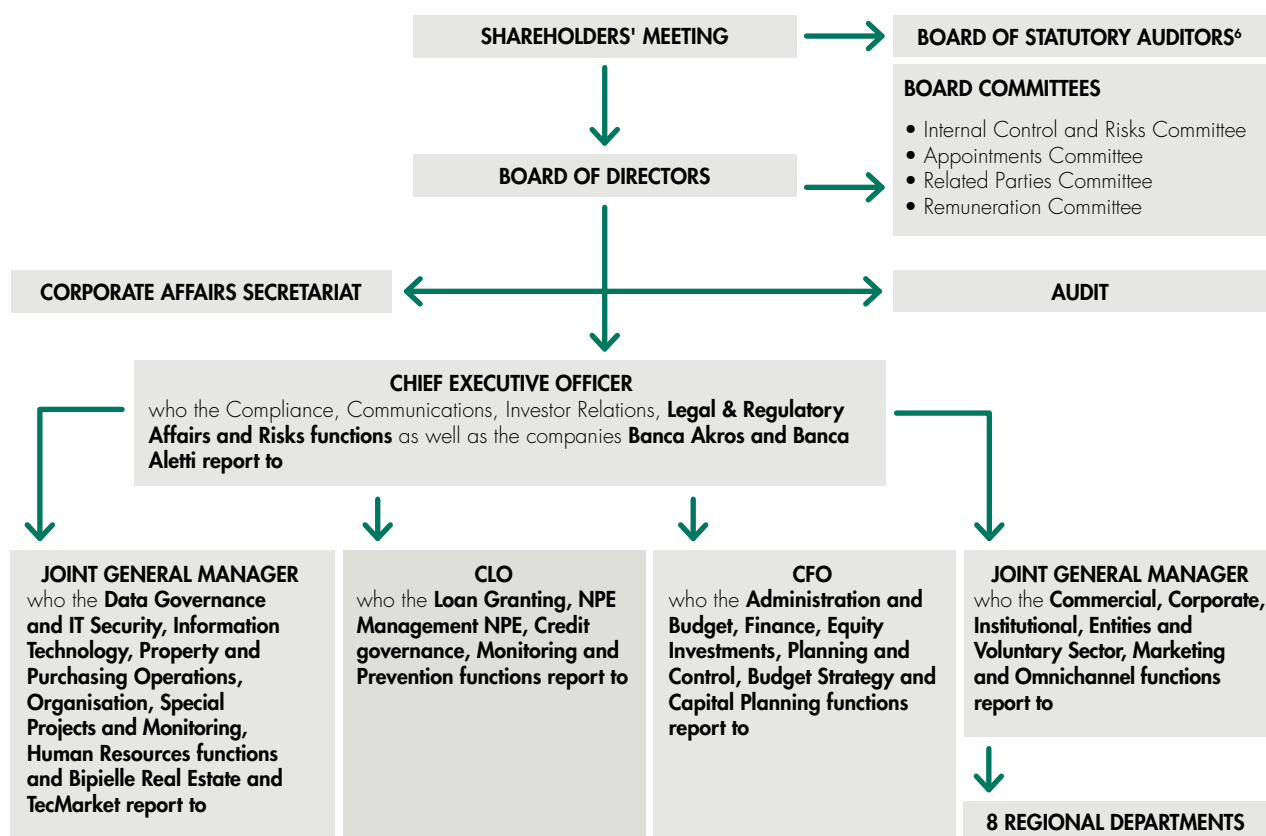 SHAREHOLDERS' MEETING
BOARD OF STATUTORY AUDITORS⁶
BOARD COMMITTEES
• Internal Control and Risks Committee
• Appointments Committee
• Related Parties Committee
• Remuneration Committee
BOARD OF DIRECTORS
CORPORATE AFFAIRS SECRETARIAT
AUDIT
CHIEF EXECUTIVE OFFICER
who the Compliance, Communications, Investor Relations, Legal & Regulatory
Affairs and Risks functions as well as the companies Banca Akros and Banca
Aletti report to
JOINT GENERAL MANAGER
who the Data Governance
and IT Security, Information
Technology, Property and
Purchasing Operations,
Organisation, Special
Projects and Monitoring,
Human Resources functions
and Bipielle Real Estate and
TecMarket report to
CLO
who the Loan Granting, NPE
Management NPE, Credit
governance, Monitoring and
Prevention functions report to
CFO
who the Administration and
Budget, Finance, Equity
Investments, Planning and
Control, Budget Strategy and
Capital Planning functions
report to
JOINT GENERAL MANAGER
who the Commercial, Corporate,
Institutional, Entities and
Voluntary Sector, Marketing
and Omnichannel functions
report to
8 REGIONAL DEPARTMENTS